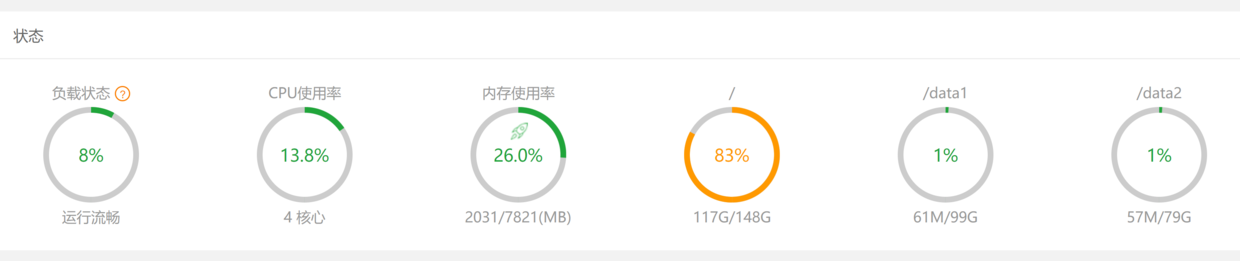 状态
负载状态 ?
8%
运行流畅
CPU使用率
13.8%
4 核心
内存使用率
26.0%
2031/7821(MB)
/
83%
117G/148G
/data1
1%
61M/99G
/data2
1%
57M/79G